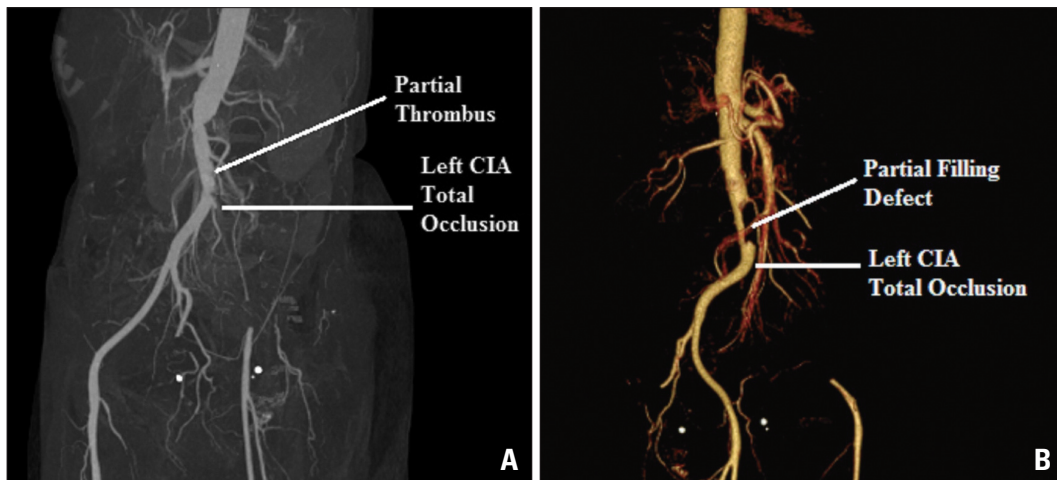 Partial
Thrombus
Left CIA
Total
Occlusion
A
Partial Filling
Defect
Left CIA
Total Occlusion
B